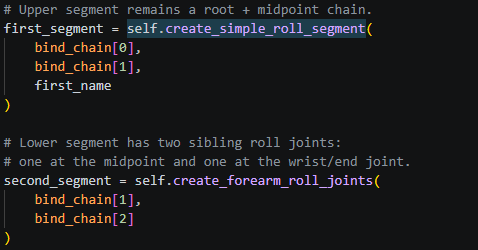 # Upper segment remains a root + midpoint chain.
first_segment = self.create_simple_roll_segment(
    bind_chain[0],
    bind_chain[1],
    first_name
)

# Lower segment has two sibling roll joints:
# one at the midpoint and one at the wrist/end joint.
second_segment = self.create_forearm_roll_joints(
    bind_chain[1],
    bind_chain[2]
)